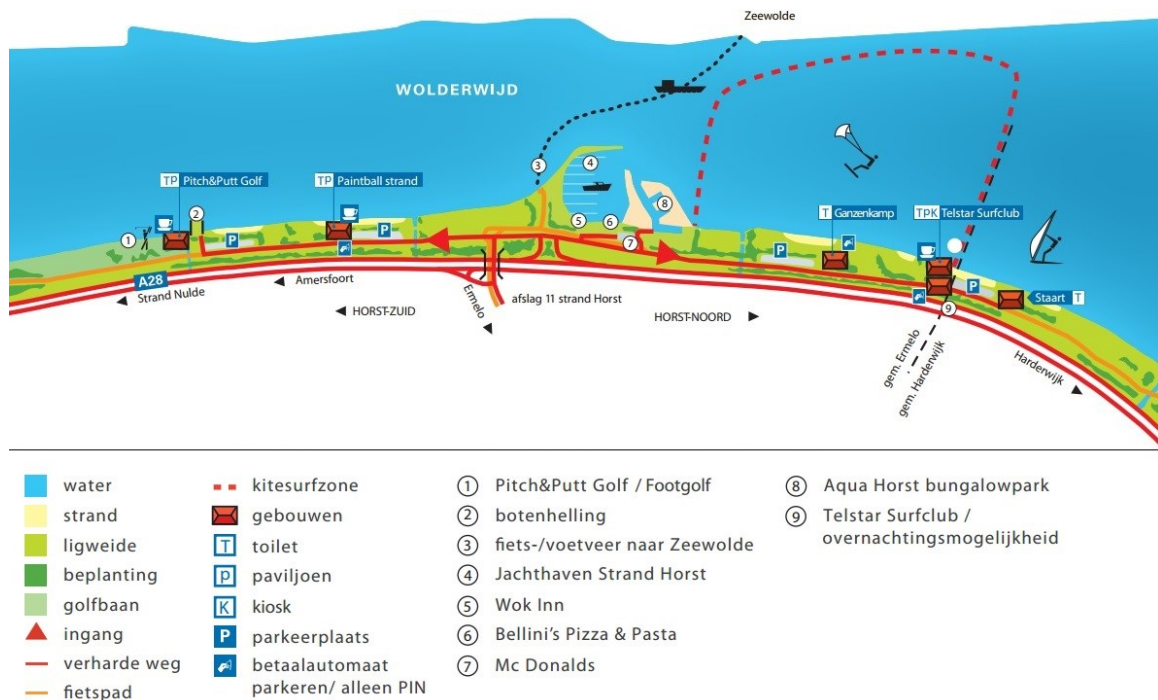 Zeewolde
WOLDERWIJD
3
4
TP Pitch&Putt Golf
TP Paintball strand
8
2
5
6
T Ganzenkamp
TPK Telstar Surfclub
1
P
P
7
P
P
A28
Amersfoort
Strand Nulde
HORST-ZUID
Ermelo
afslag 11 strand Horst
HORST-NOORD
9
Staart T
gem. Ermelo
gem. Harderwijk
Harderwijk
water
strand
ligweide
beplanting
golfbaan
ingang
verharde weg
fietspad
kitesurfzone
gebouwen
T toilet
p paviljoen
K kiosk
P parkeerplaats
betaalautomaat
parkeren/ alleen PIN
1 Pitch&Putt Golf / Footgolf
2 botenhelling
3 fiets-/voetveer naar Zeewolde
4 Jachthaven Strand Horst
5 Wok Inn
6 Bellini's Pizza & Pasta
7 Mc Donalds
8 Aqua Horst bungalowpark
9 Telstar Surfclub /
overnachtingsmogelijkheid